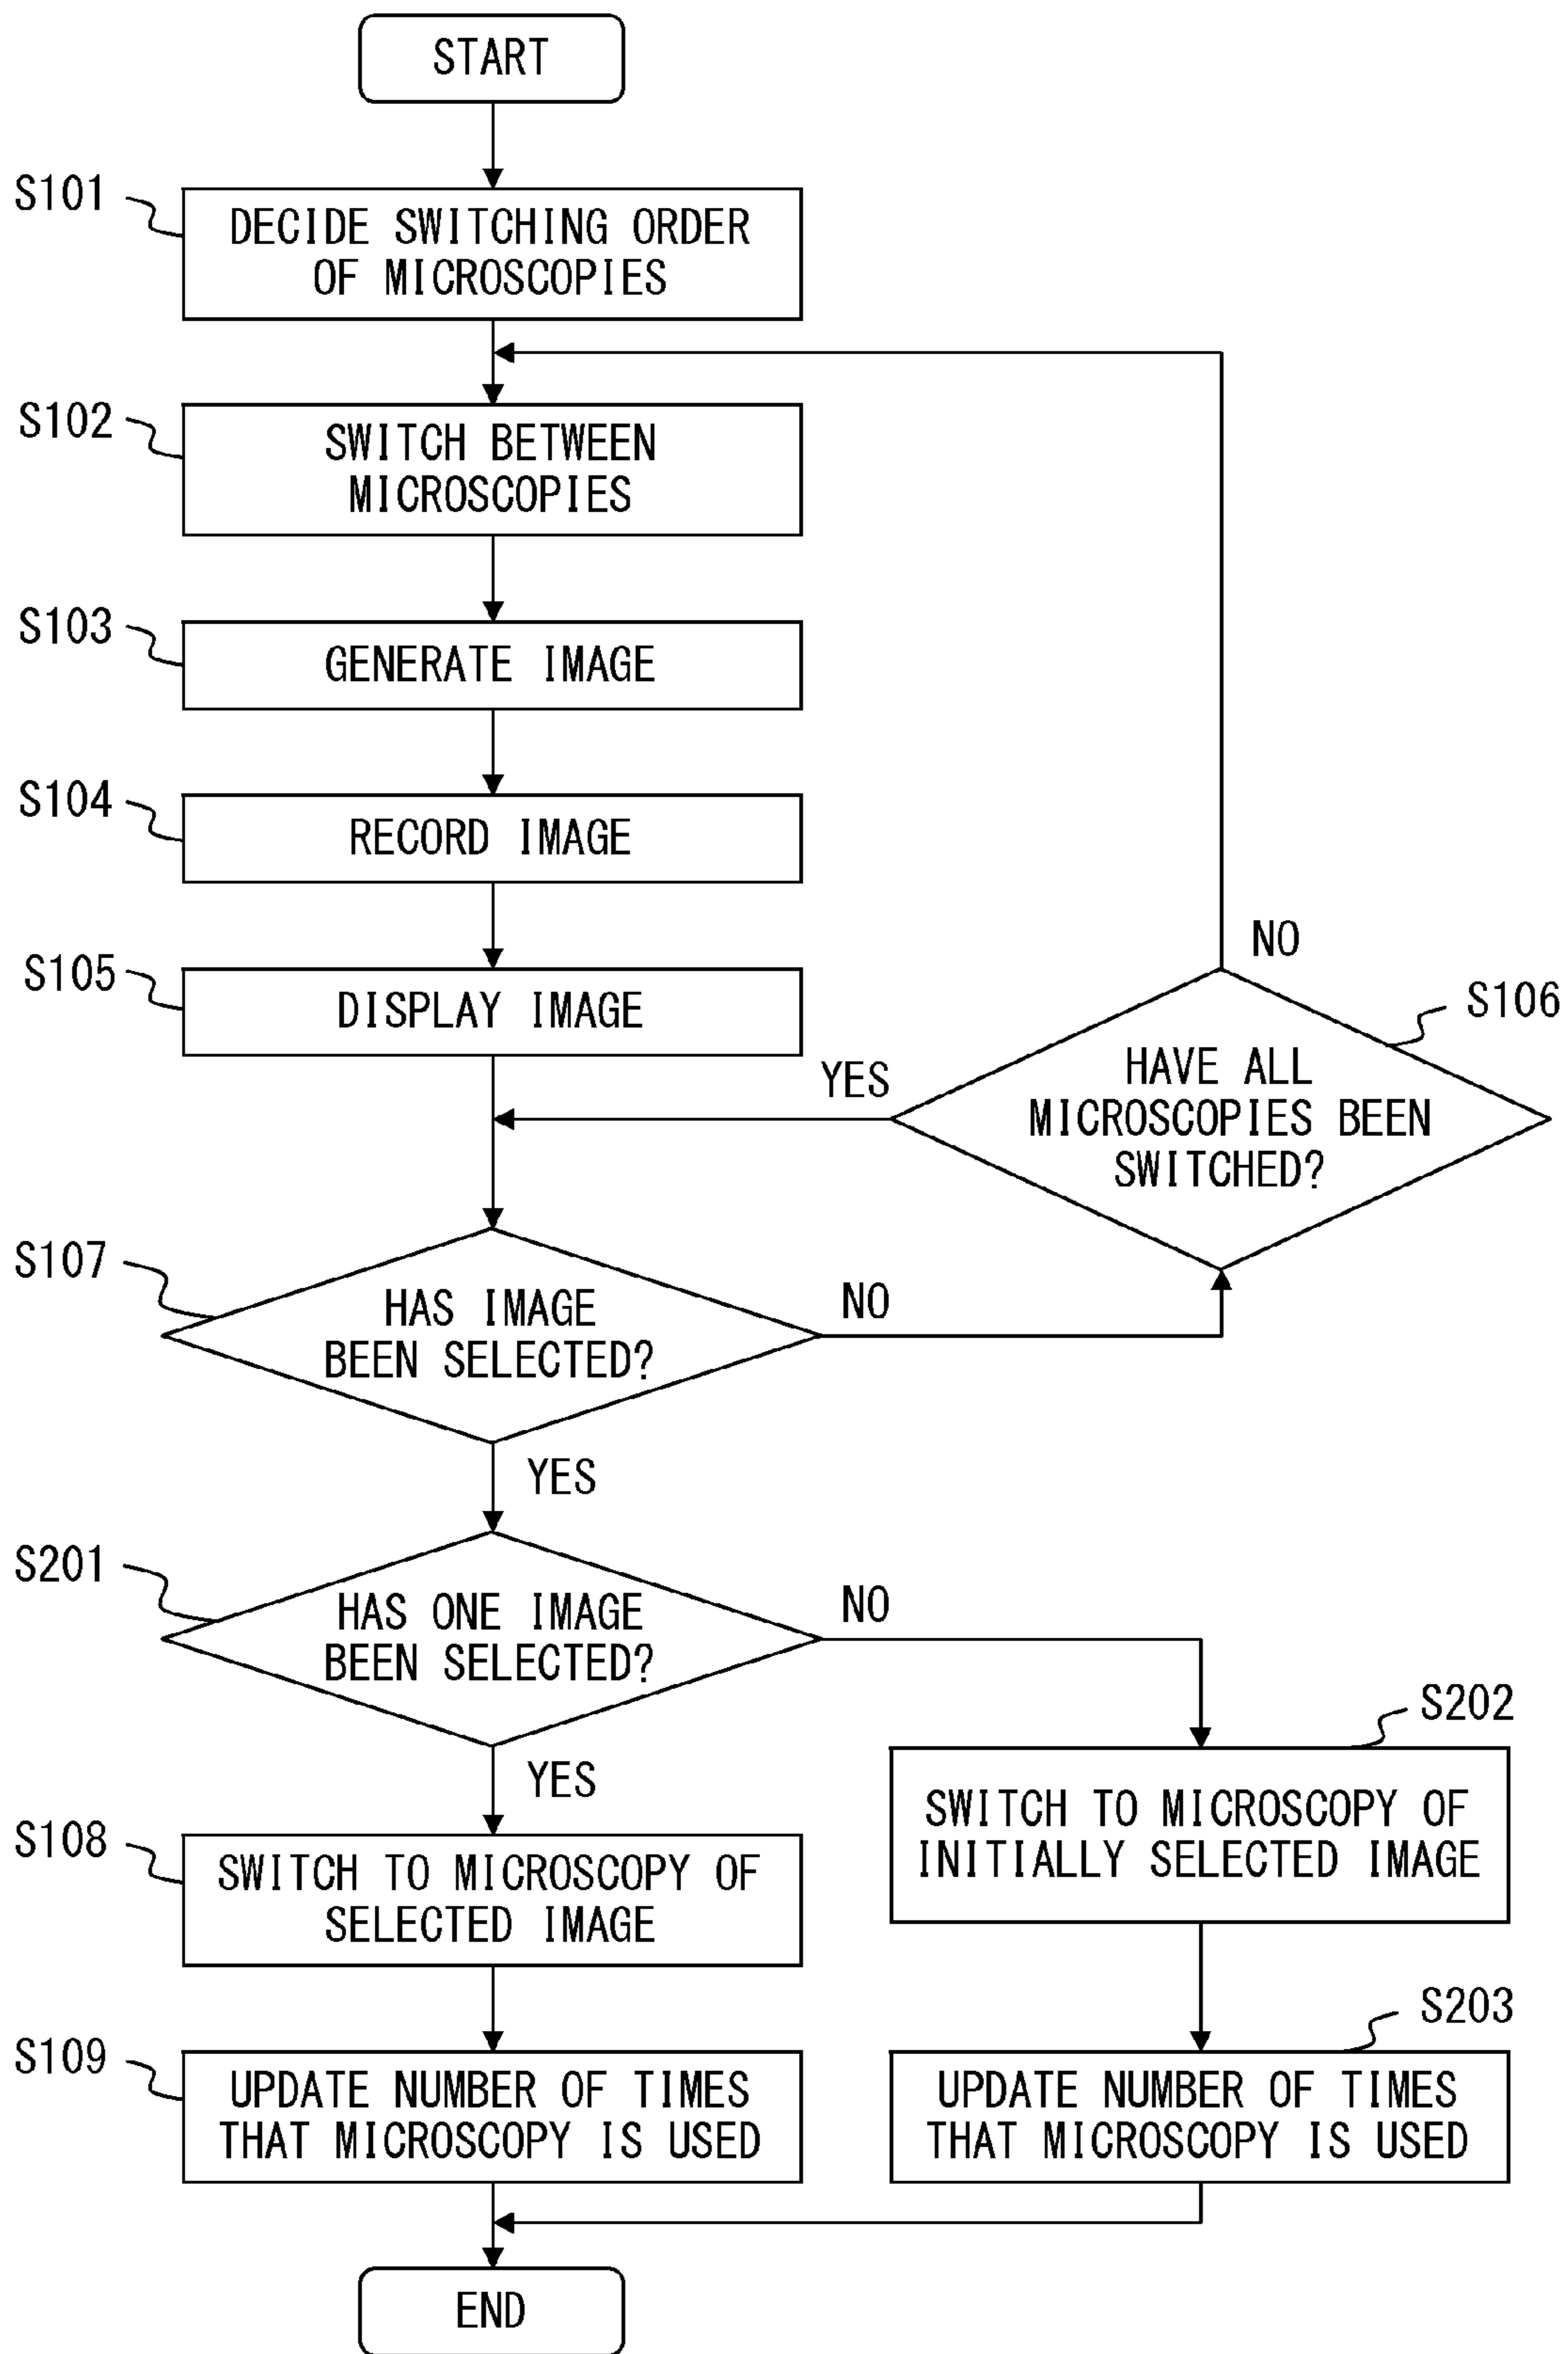 START
S101
DECIDE SWITCHING ORDER
OF MICROSCOPIES
S102
SWITCH BETWEEN
MICROSCOPIES
S103
GENERATE IMAGE
S104
RECORD IMAGE
S105
DISPLAY IMAGE
NO
S106
HAVE ALL
MICROSCOPIES BEEN
SWITCHED?
YES
S107
HAS IMAGE
BEEN SELECTED?
NO
YES
S201
HAS ONE IMAGE
BEEN SELECTED?
NO
YES
S202
SWITCH TO MICROSCOPY OF
INITIALLY SELECTED IMAGE
S108
SWITCH TO MICROSCOPY OF
SELECTED IMAGE
S203
UPDATE NUMBER OF TIMES
THAT MICROSCOPY IS USED
S109
UPDATE NUMBER OF TIMES
THAT MICROSCOPY IS USED
END